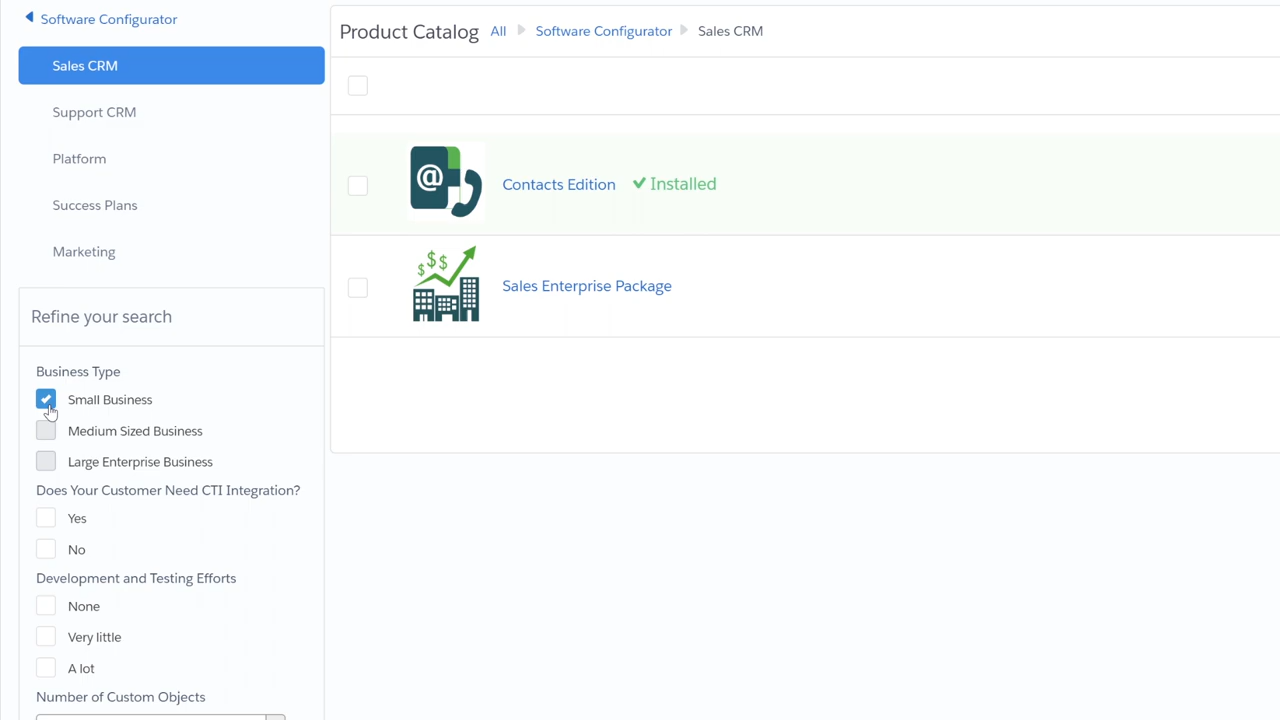 Software Configurator
Sales CRM
Support CRM
Platform
Success Plans
Marketing
Refine your search
Business Type
Small Business
Medium Sized Business
Large Enterprise Business
Does Your Customer Need CTI Integration?
Yes
No
Development and Testing Efforts
None
Very little
A lot
Number of Custom Objects
Product Catalog All Software Configurator Sales CRM
@
Contacts Edition Installed
$$$
Sales Enterprise Package